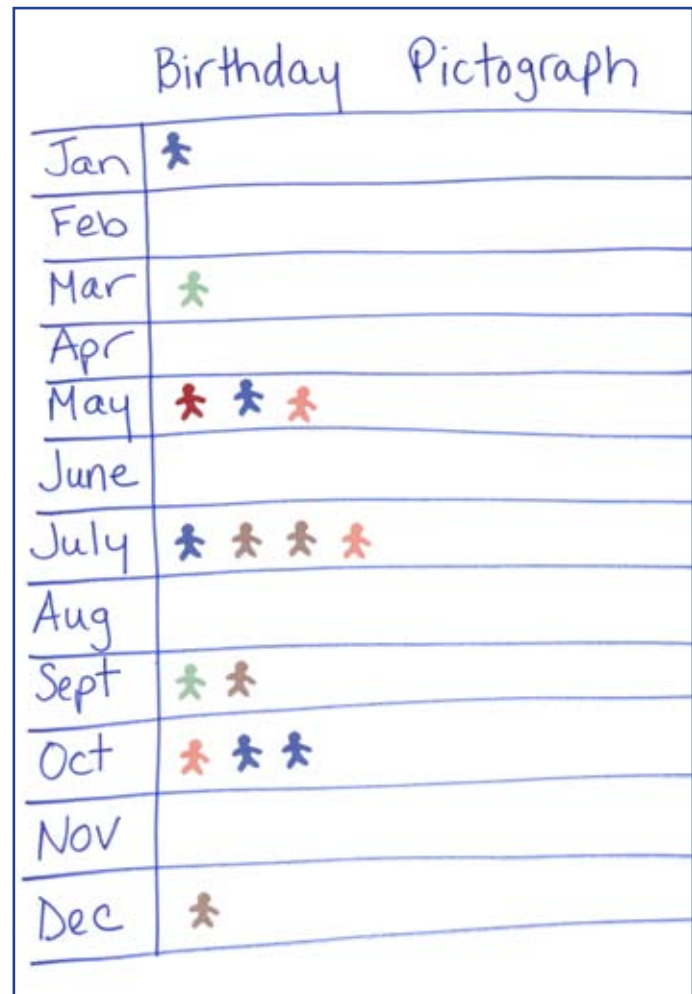 Birthday Pictograph
Jan
Feb
Mar
Apr
May
June
July
Aug
Sept
Oct
Nov
Dec